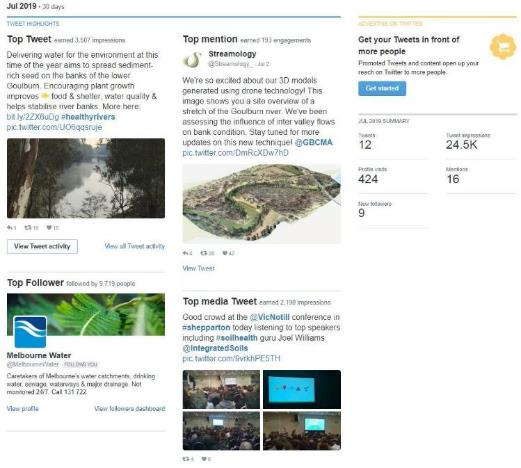 Jul 2019 • 30 days
TWEET HIGHLIGHTS
Top Tweet earned 3,507 impressions
Delivering water for the environment at this
time of the year aims to spread sediment-
rich seed on the banks of the lower
Goulburn. Encouraging plant growth
improves food & shelter, water quality &
helps stabilise river banks. More here:
bit.ly/2ZX6uDg #healthyrivers
pic.twitter.com/UO6qqsruje
1 10 15
View Tweet activity
View all Tweet activity
Top Follower followed by 9,719 people
Melbourne Water
@MelbourneWater FOLLOWS YOU
Caretakers of Melbourne's water catchments, drinking
water, sewage, waterways & major drainage. Not
monitored 24/7. Call 131 722
View profile
View followers dashboard
Top mention earned 193 engagements
Streamology
@Streamology_ Jul 2
We're so excited about our 3D models
generated using drone technology! This
image shows a site overview of a
stretch of the Goulburn river. We've been
assessing the influence of inter valley flows
on bank condition. Stay tuned for more
updates on this new technique! @GBCMA
pic.twitter.com/DmRcXDw7hD
4 42
View Tweet
Top media Tweet earned 2,198 impressions
Good crowd at the @VicNotill conference in
#shepparton today listening to top speakers
including #soilhealth guru Joel Williams
@IntegratedSoils
pic.twitter.com/9vrkhPE5TH
4
ADVERTISE ON TWITTER
Get your Tweets in front of
more people
Promoted Tweets and content open up your
reach on Twitter to more people.
Get started
JUL 2019 SUMMARY
Tweets
12
Tweet impressions
24.5K
Profile visits
424
Mentions
16
New followers
9